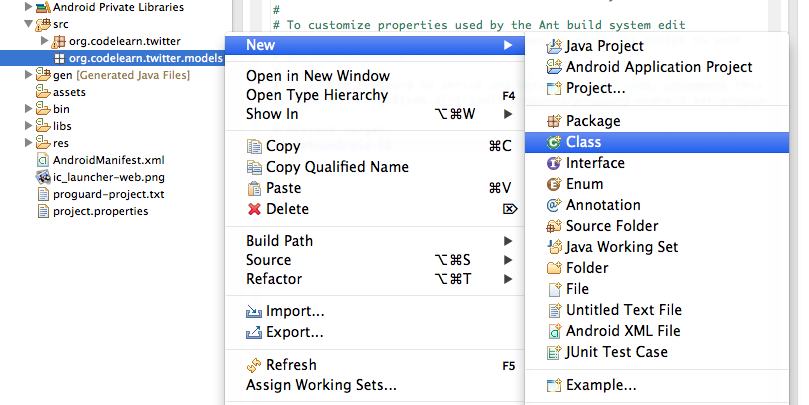 Android Private Libraries
src
org.codelearn.twitter
org.codelearn.twitter.models
gen [Generated Java Files]
assets
bin
libs
res
AndroidManifest.xml
ic_launcher-web.png
proguard-project.txt
project.properties
#
# To customize properties used by the Ant build system edit
New
Open in New Window
Open Type Hierarchy F4
Show In ⌥⌘W
Copy ⌘C
Copy Qualified Name
Paste ⌘V
Delete ⌦
Build Path
Source ⌥⌘S
Refactor ⌥⌘T
Import...
Export...
Refresh F5
Assign Working Sets...
Java Project
Android Application Project
Project...
Package
Class
Interface
Enum
Annotation
Source Folder
Java Working Set
Folder
File
Untitled Text File
Android XML File
JUnit Test Case
Example...